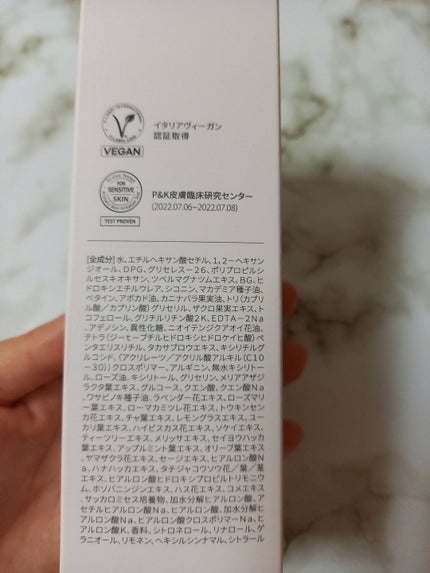 VEGAN
イタリアヴィーガン
認証取得
FOR
SENSITIVE
SKIN
TEST PROVEN
P&K皮膚臨床研究センター
(2022.07.06~2022.07.08)
[全成分] 水、エチルヘキサン酸セチル、1,2-ヘキサン
ジオール、DPG、グリセレス-26、ポリプロピルシ
ルセスキオキサン、ツベルマグナツムエキス、BG、ヒ
ドロキシエチルウレア、シコニン、マカデミア種子油、
ベタイン、アボカド油、カニナバラ果実油、トリ(カプリ
ル酸/カプリン酸)グリセリル、ザクロ果実エキス、ト
コフェロール、グリチルリチン酸2K、EDTA-2Na
、アデノシン、異性化糖、ニオイテンジクアオイ花油、
テトラ(ジ-t-ブチルヒドロキシヒドロケイヒ酸)ペ
ンタエリスリチル、タカサブロウエキス、キシリチルグ
ルコシド、(アクリレーツ/アクリル酸アルキル(C10
-30))クロスポリマー、アルギニン、無水キシリトー
ル、ローズ油、キシリトール、グリセリン、メリアアザジ
ラクタ葉エキス、グルコース、クエン酸、クエン酸Na
、ワサビノキ種子油、ラベンダー花エキス、ローズマリ
ー葉エキス、ローマカミツレ花エキス、トウキンセン
カ花エキス、チャ葉エキス、レモングラスエキス、ユー
カリ葉エキス、ハイビスカス花エキス、ソケイエキス、
ティーツリーエキス、メリッサエキス、セイヨウハッカ
葉エキス、アップルミント葉エキス、オリーブ葉エキス
、ヤマザクラ花エキス、セージエキス、ヒアルロン酸N
a、ハナハッカエキス、タチジャコウソウ花/葉/茎
エキス、ヒアルロン酸ヒドロキシプロピルトリモニウ
ム、ホソバニンジンエキス、ハス花エキス、コメエキス
、サッカロミセス培養物、加水分解ヒアルロン酸、ア
セチルヒアルロン酸Na、ヒアルロン酸、加水分解ヒ
アルロン酸Na、ヒアルロン酸クロスポリマーNa、ヒ
アルロン酸K、香料、シトロネロール、リナロール、ゲ
ラニオール、リモネン、ヘキシルシンナマル、シトラール